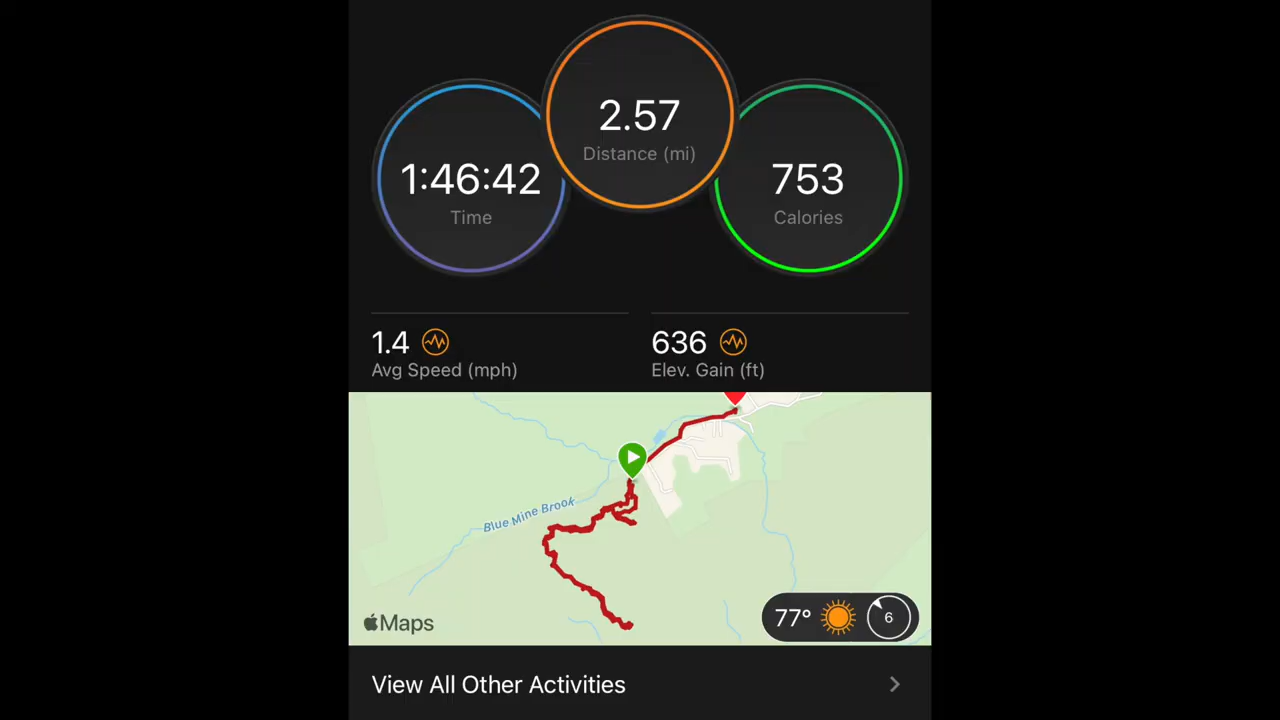 2.57
Distance (mi)
1:46:42
Time
753
Calories
1.4
Avg Speed (mph)
636
Elev. Gain (ft)
Blue Mine Brook
Maps
77°
6
View All Other Activities